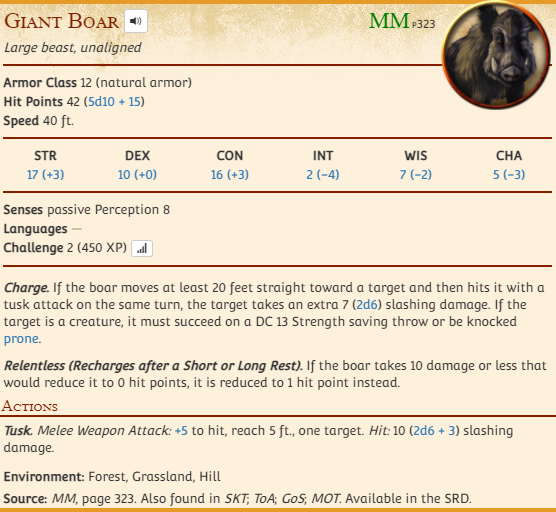 Giant Boar MM p323
Large beast, unaligned
Armor Class 12 (natural armor)
Hit Points 42 (5d10 + 15)
Speed 40 ft.
STR DEX CON INT WIS CHA
17 (+3) 10 (+0) 16 (+3) 2 (−4) 7 (−2) 5 (−3)
Senses passive Perception 8
Languages —
Challenge 2 (450 XP)
Charge. If the boar moves at least 20 feet straight toward a target and then hits it with a
tusk attack on the same turn, the target takes an extra 7 (2d6) slashing damage. If the
target is a creature, it must succeed on a DC 13 Strength saving throw or be knocked
prone.
Relentless (Recharges after a Short or Long Rest). If the boar takes 10 damage or less that
would reduce it to 0 hit points, it is reduced to 1 hit point instead.
Actions
Tusk. Melee Weapon Attack: +5 to hit, reach 5 ft., one target. Hit: 10 (2d6 + 3) slashing
damage.
Environment: Forest, Grassland, Hill
Source: MM, page 323. Also found in SKT; ToA; GoS; MOT. Available in the SRD.